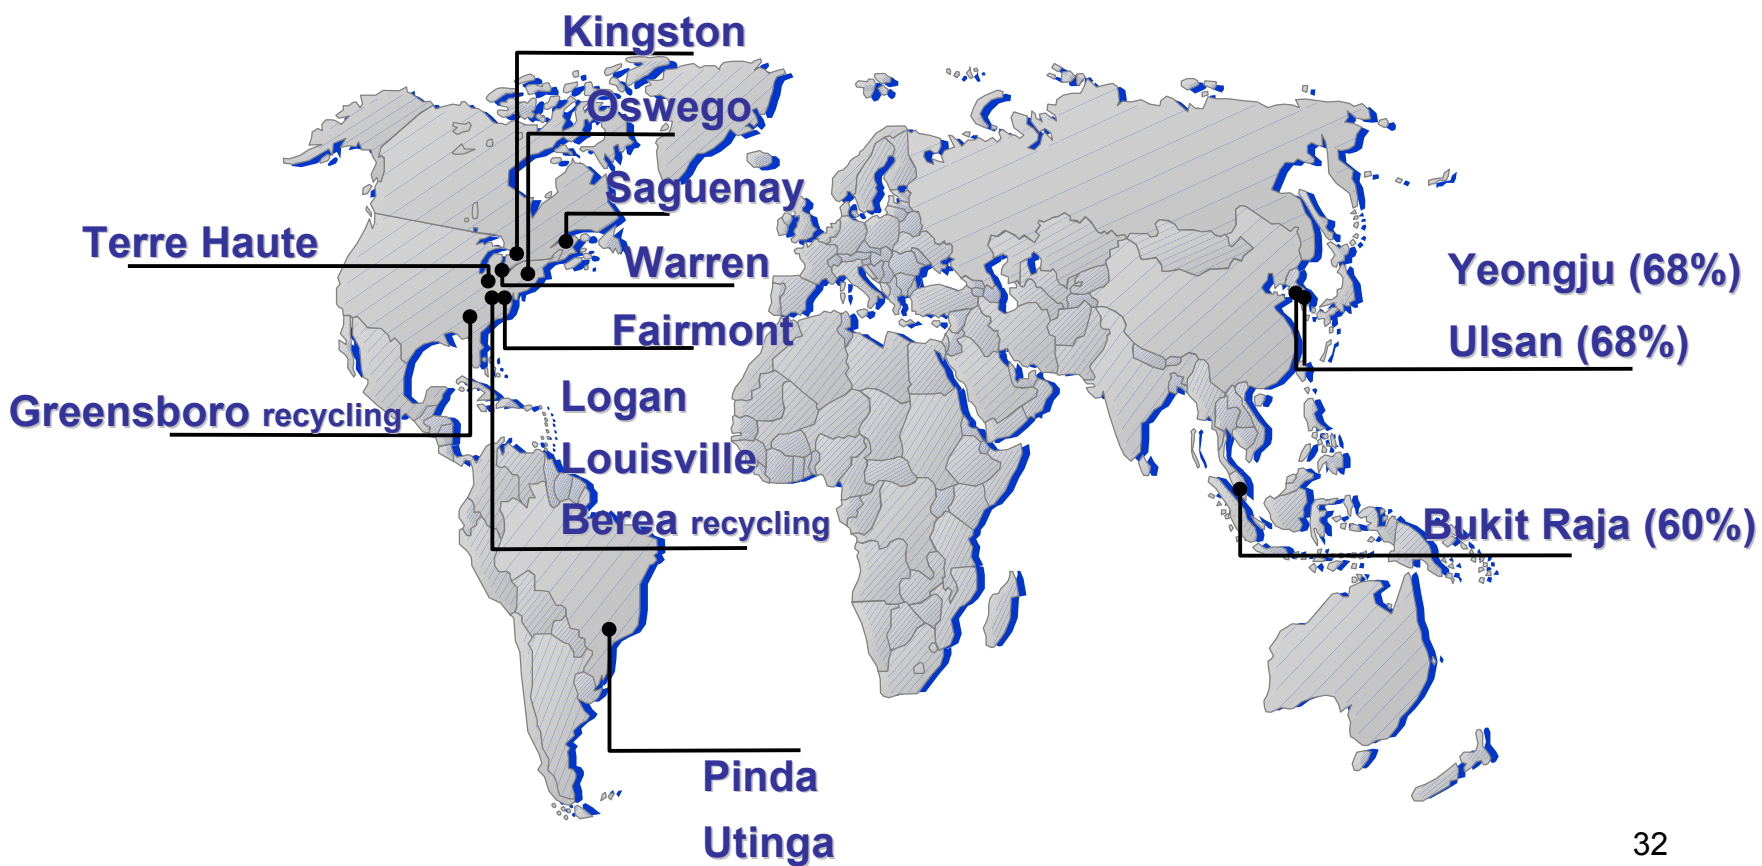 Kingston
Oswego
Saguenay
Terre Haute
Warren
Yeongju (68%)
Fairmont
Ulsan (68%)
Logan
Greensboro recycling
Louisville
Berea recycling
Bukit Raja (60%)
Pinda
Utinga
32